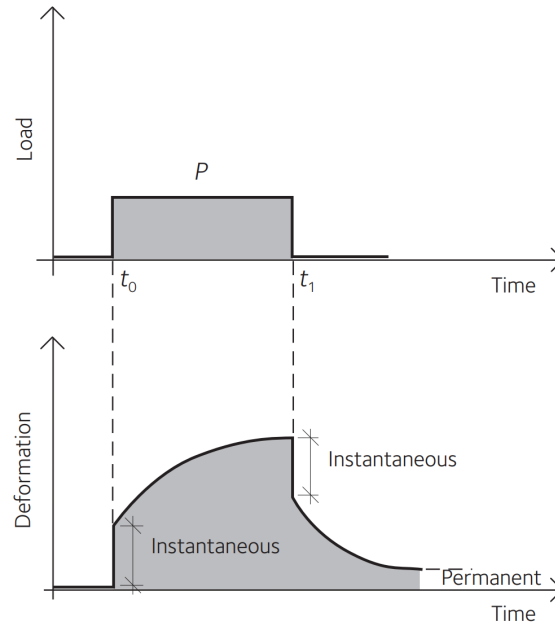 Load
P
t0
t1
Time
Deformation
Instantaneous
Instantaneous
Permanent
Time